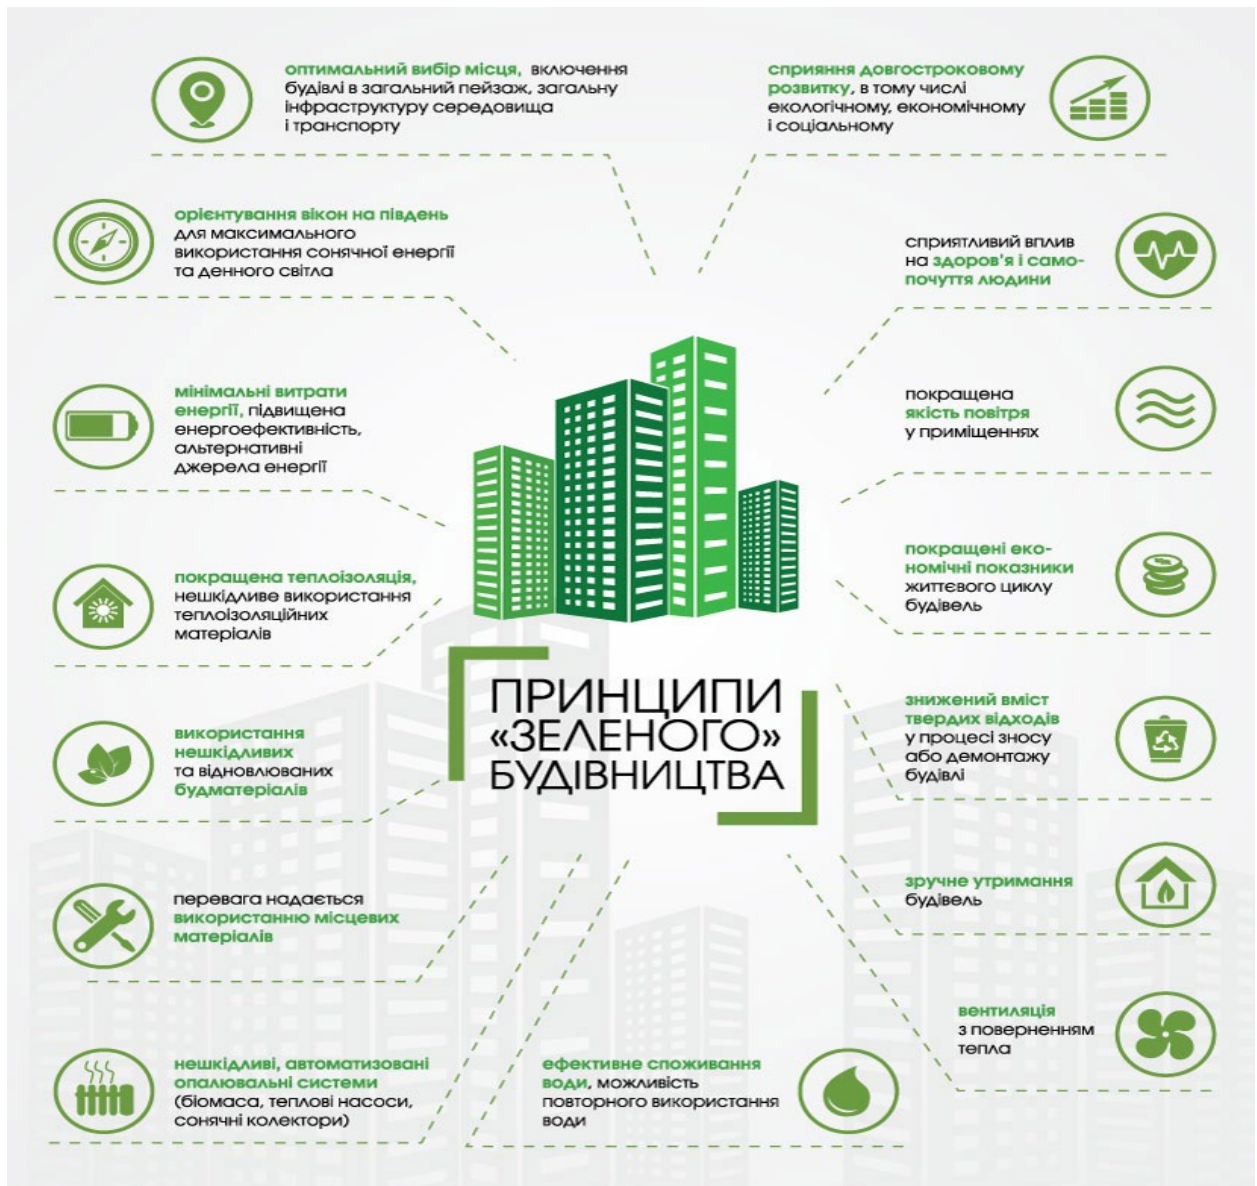 оптимальний вибір місця, включення
будівлі в загальний пейзаж, загальну
інфраструктуру середовища
і транспорту
сприяння довгостроковому
розвитку, в тому числі
екологічному, економічному
і соціальному
орієнтування вікон на південь
для максимального
використання сонячної енергії
та денного світла
сприятливий вплив
на здоров'я і само-
почуття людини
мінімальні витрати
енергії, підвищена
енергоефективність,
альтернативні
джерела енергії
покращена
якість повітря
у приміщеннях
покращена теплоізоляція,
нешкідливе використання
теплоізоляційних
матеріалів
покращені еко-
номічні показники
життєвого циклу
будівель
ПРИНЦИПИ
«ЗЕЛЕНОГО»
БУДІВНИЦТВА
використання
нешкідливих
та відновлюваних
будматеріалів
знижений вміст
твердих відходів
у процесі зносу
або демонтажу
будівлі
перевага надається
використанню місцевих
матеріалів
зручне утримання
будівель
вентиляція
з поверненням
тепла
нешкідливі, автоматизовані
опалювальні системи
(біомаса, теплові насоси,
сонячні колектори)
ефективне споживання
води, можливість
повторного використання
води